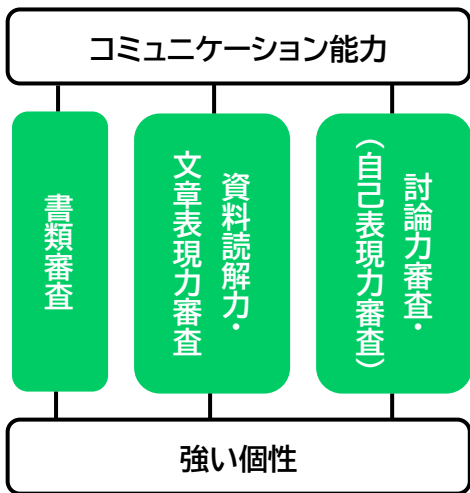 コミュニケーション能力
書類審査
資料読解力・
文章表現力審査
討論力審査・
(自己表現力審査)
強い個性